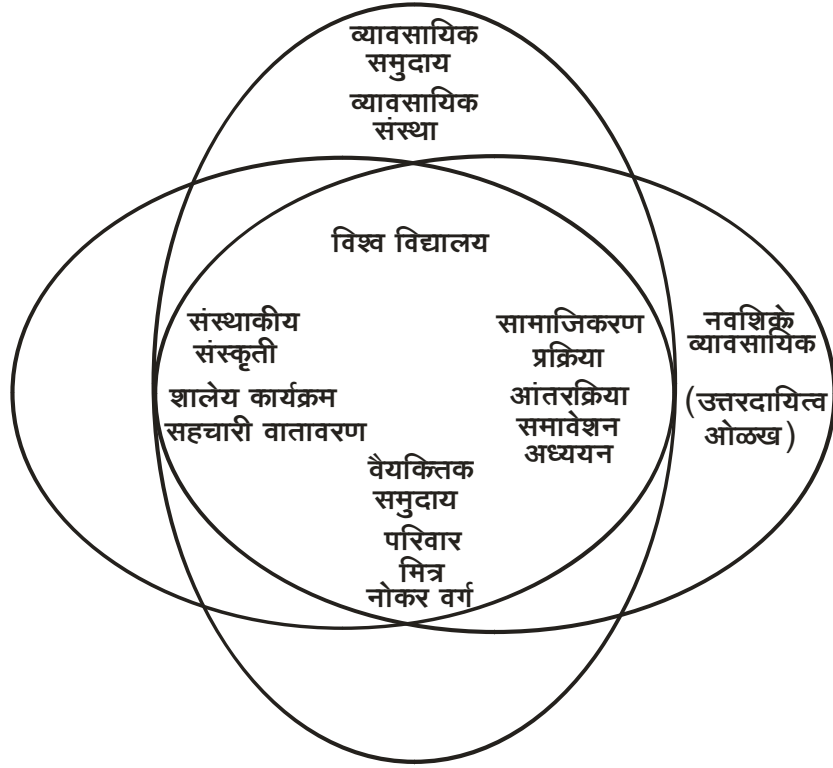 व्यावसायिक
समुदाय
व्यावसायिक
संस्था
विश्व विद्यालय
संस्थाकीय
संस्कृती
शालेय कार्यक्रम
सहचारी वातावरण
सामाजिकरण
प्रक्रिया
आंतरक्रिया
समावेशन
अध्ययन
नवशिके
व्यावसायिक
(उत्तरदायित्व
ओळख)
वैयक्तिक
समुदाय
परिवार
मित्र
नोकर वर्ग